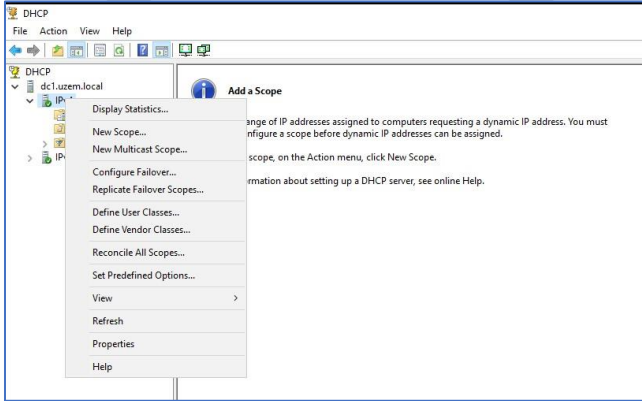 DHCP
File Action View Help
DHCP
dc1.uzem.local
Add a Scope
ange of IP addresses assigned to computers requesting a dynamic IP address. You must
nfigure a scope before dynamic IP addresses can be assigned.
scope, on the Action menu, click New Scope.
rmation about setting up a DHCP server, see online Help.
Display Statistics...
New Scope...
New Multicast Scope...
Configure Failover...
Replicate Failover Scopes...
Define User Classes...
Define Vendor Classes...
Reconcile All Scopes...
Set Predefined Options...
View
Refresh
Properties
Help